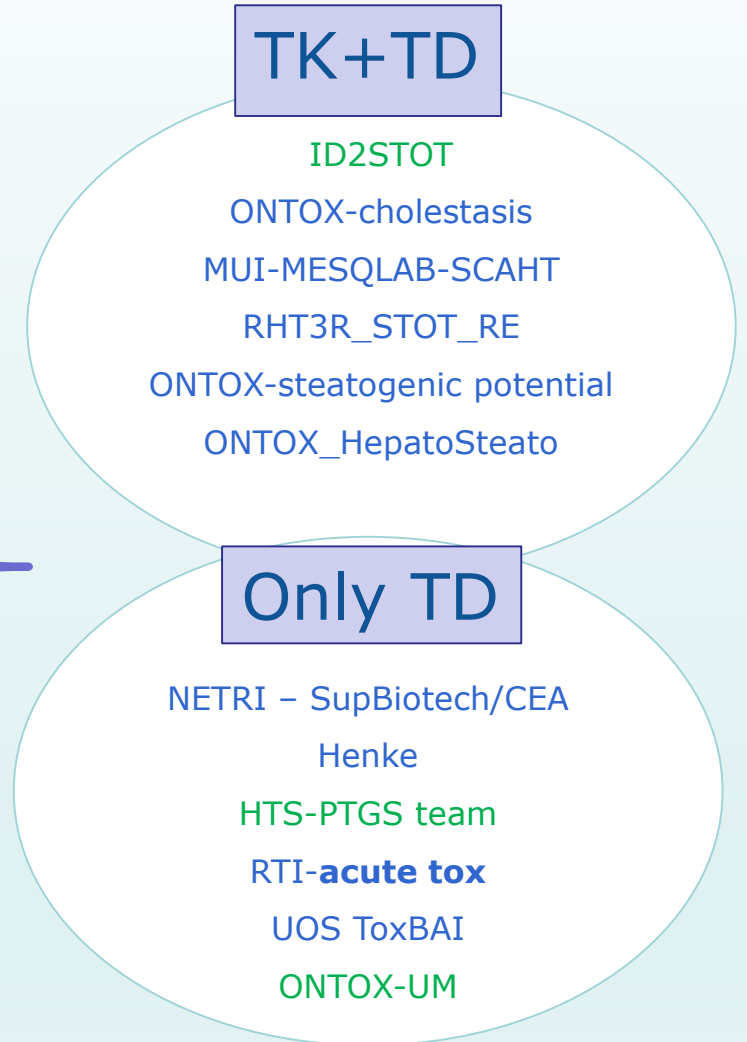 TK+TD
ID2STOT
ONTOX-cholestasis
MUI-MESQLAB-SCAHT
RHT3R_STOT_RE
ONTOX-steatogenic potential
ONTOX_HepatoSteato
Only TD
NETRI – SupBiotech/CEA
Henke
HTS-PTGS team
RTI-acute tox
UOS ToxBAI
ONTOX-UM